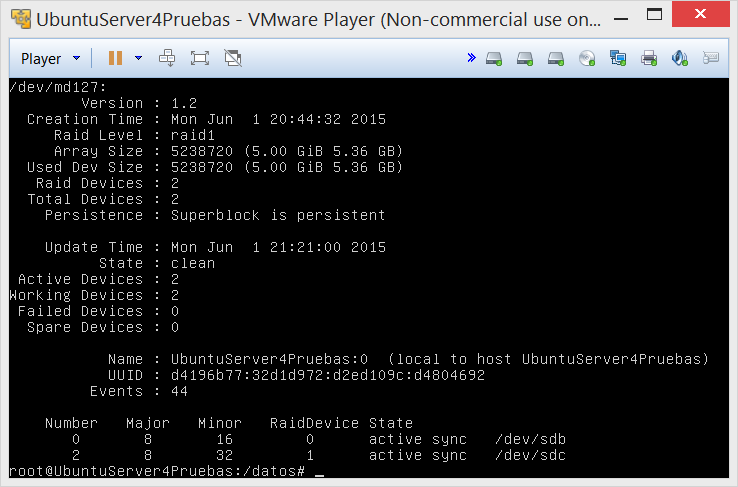 UbuntuServer4Pruebas - VMware Player (Non-commercial use on...
Player
/dev/md127:
        Version : 1.2
  Creation Time : Mon Jun  1 20:44:32 2015
     Raid Level : raid1
     Array Size : 5238720 (5.00 GiB 5.36 GB)
  Used Dev Size : 5238720 (5.00 GiB 5.36 GB)
   Raid Devices : 2
  Total Devices : 2
    Persistence : Superblock is persistent

    Update Time : Mon Jun  1 21:21:00 2015
          State : clean
 Active Devices : 2
Working Devices : 2
 Failed Devices : 0
  Spare Devices : 0

           Name : UbuntuServer4Pruebas:0  (local to host UbuntuServer4Pruebas)
           UUID : d4196b77:32d1d972:d2ed109c:d4804692
         Events : 44

    Number   Major   Minor   RaidDevice State
       0       8       16        0      active sync   /dev/sdb
       2       8       32        1      active sync   /dev/sdc
root@UbuntuServer4Pruebas:/datos# _